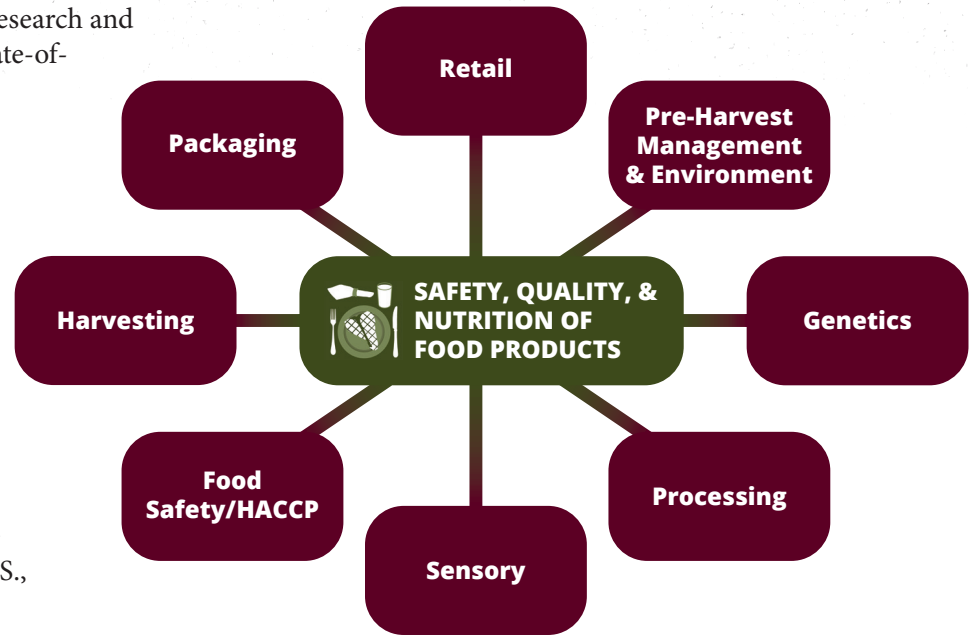 esearch and
ate-of-
Retail
Pre-Harvest
Management
& Environment
Packaging
SAFETY, QUALITY, &
NUTRITION OF
FOOD PRODUCTS
Harvesting
Genetics
Food
Safety/HACCP
Processing
Sensory
S.,